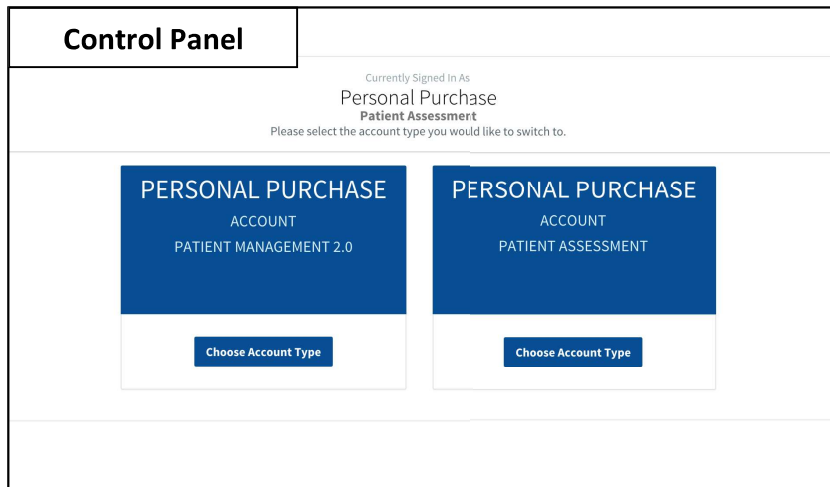 Control Panel
Currently Signed In As
Personal Purchase
Patient Assessment
Please select the account type you would like to switch to.
PERSONAL PURCHASE
ACCOUNT
PATIENT MANAGEMENT 2.0
Choose Account Type
PERSONAL PURCHASE
ACCOUNT
PATIENT ASSESSMENT
Choose Account Type